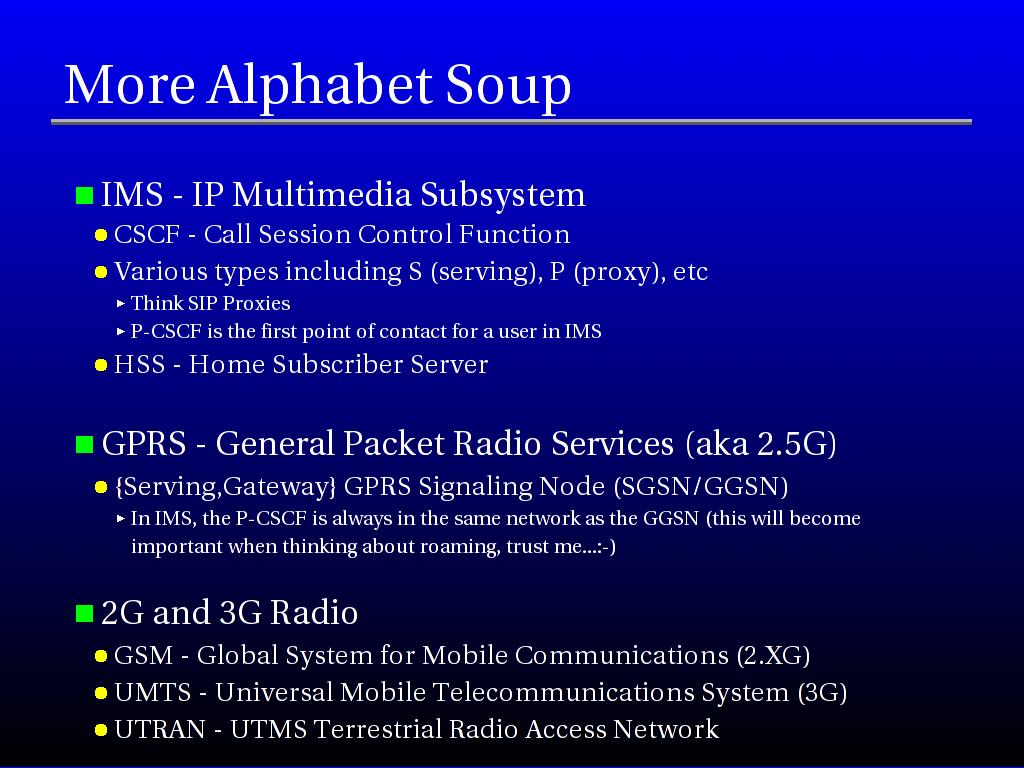 More Alphabet Soup
IMS - IP Multimedia Subsystem
CSCF - Call Session Control Function
Various types including S (serving), P (proxy), etc
Think SIP Proxies
P-CSCF is the first point of contact for a user in IMS
HSS - Home Subscriber Server
GPRS - General Packet Radio Services (aka 2.5G)
{Serving,Gateway} GPRS Signaling Node (SGSN/GGSN)
In IMS, the P-CSCF is always in the same network as the GGSN (this will become
important when thinking about roaming, trust me...:-)
2G and 3G Radio
GSM - Global System for Mobile Communications (2.XG)
UMTS - Universal Mobile Telecommunications System (3G)
UTRAN - UTMS Terrestrial Radio Access Network